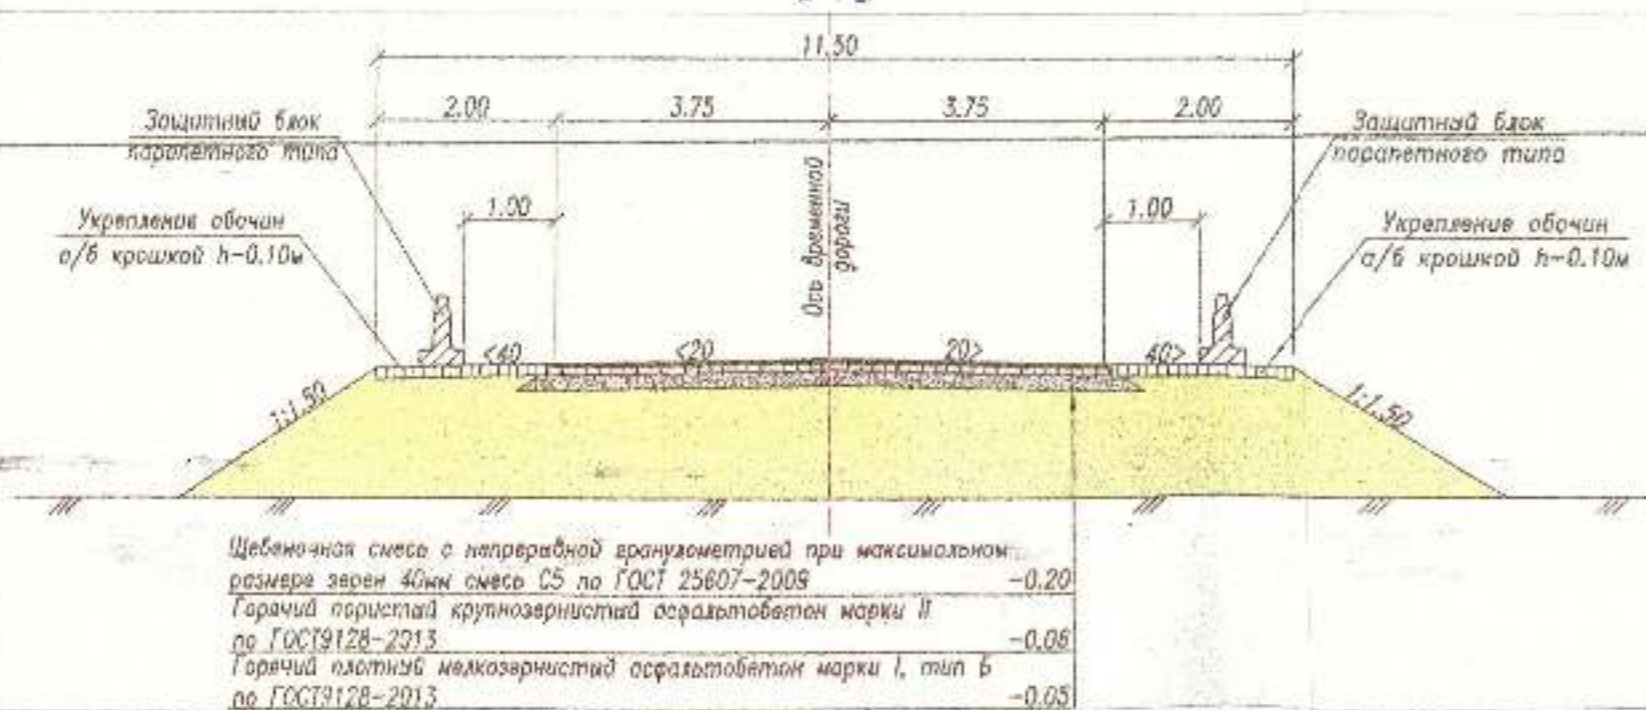 11.50
2.00 3.75 3.75 2.00
Защитный блок
парапетного типа
Защитный блок
парапетного типа
1.00 1.00
Укрепление обочин
а/б крошкой h-0.10м
Укрепление обочин
а/б крошкой h-0.10м
Ось временной
дороги
<40 <20 20> 40>
1:1.50 1:1.50
Щебеночная смесь с непрерывной гранулометрией при максимальном
размере зерен 40мм смесь С5 по ГОСТ 25607-2009 -0.20
Горячий пористый крупнозернистый асфальтобетон марки II
по ГОСТ9128-2013 -0.06
Горячий плотный мелкозернистый асфальтобетон марки I, тип Б
по ГОСТ9128-2013 -0.05